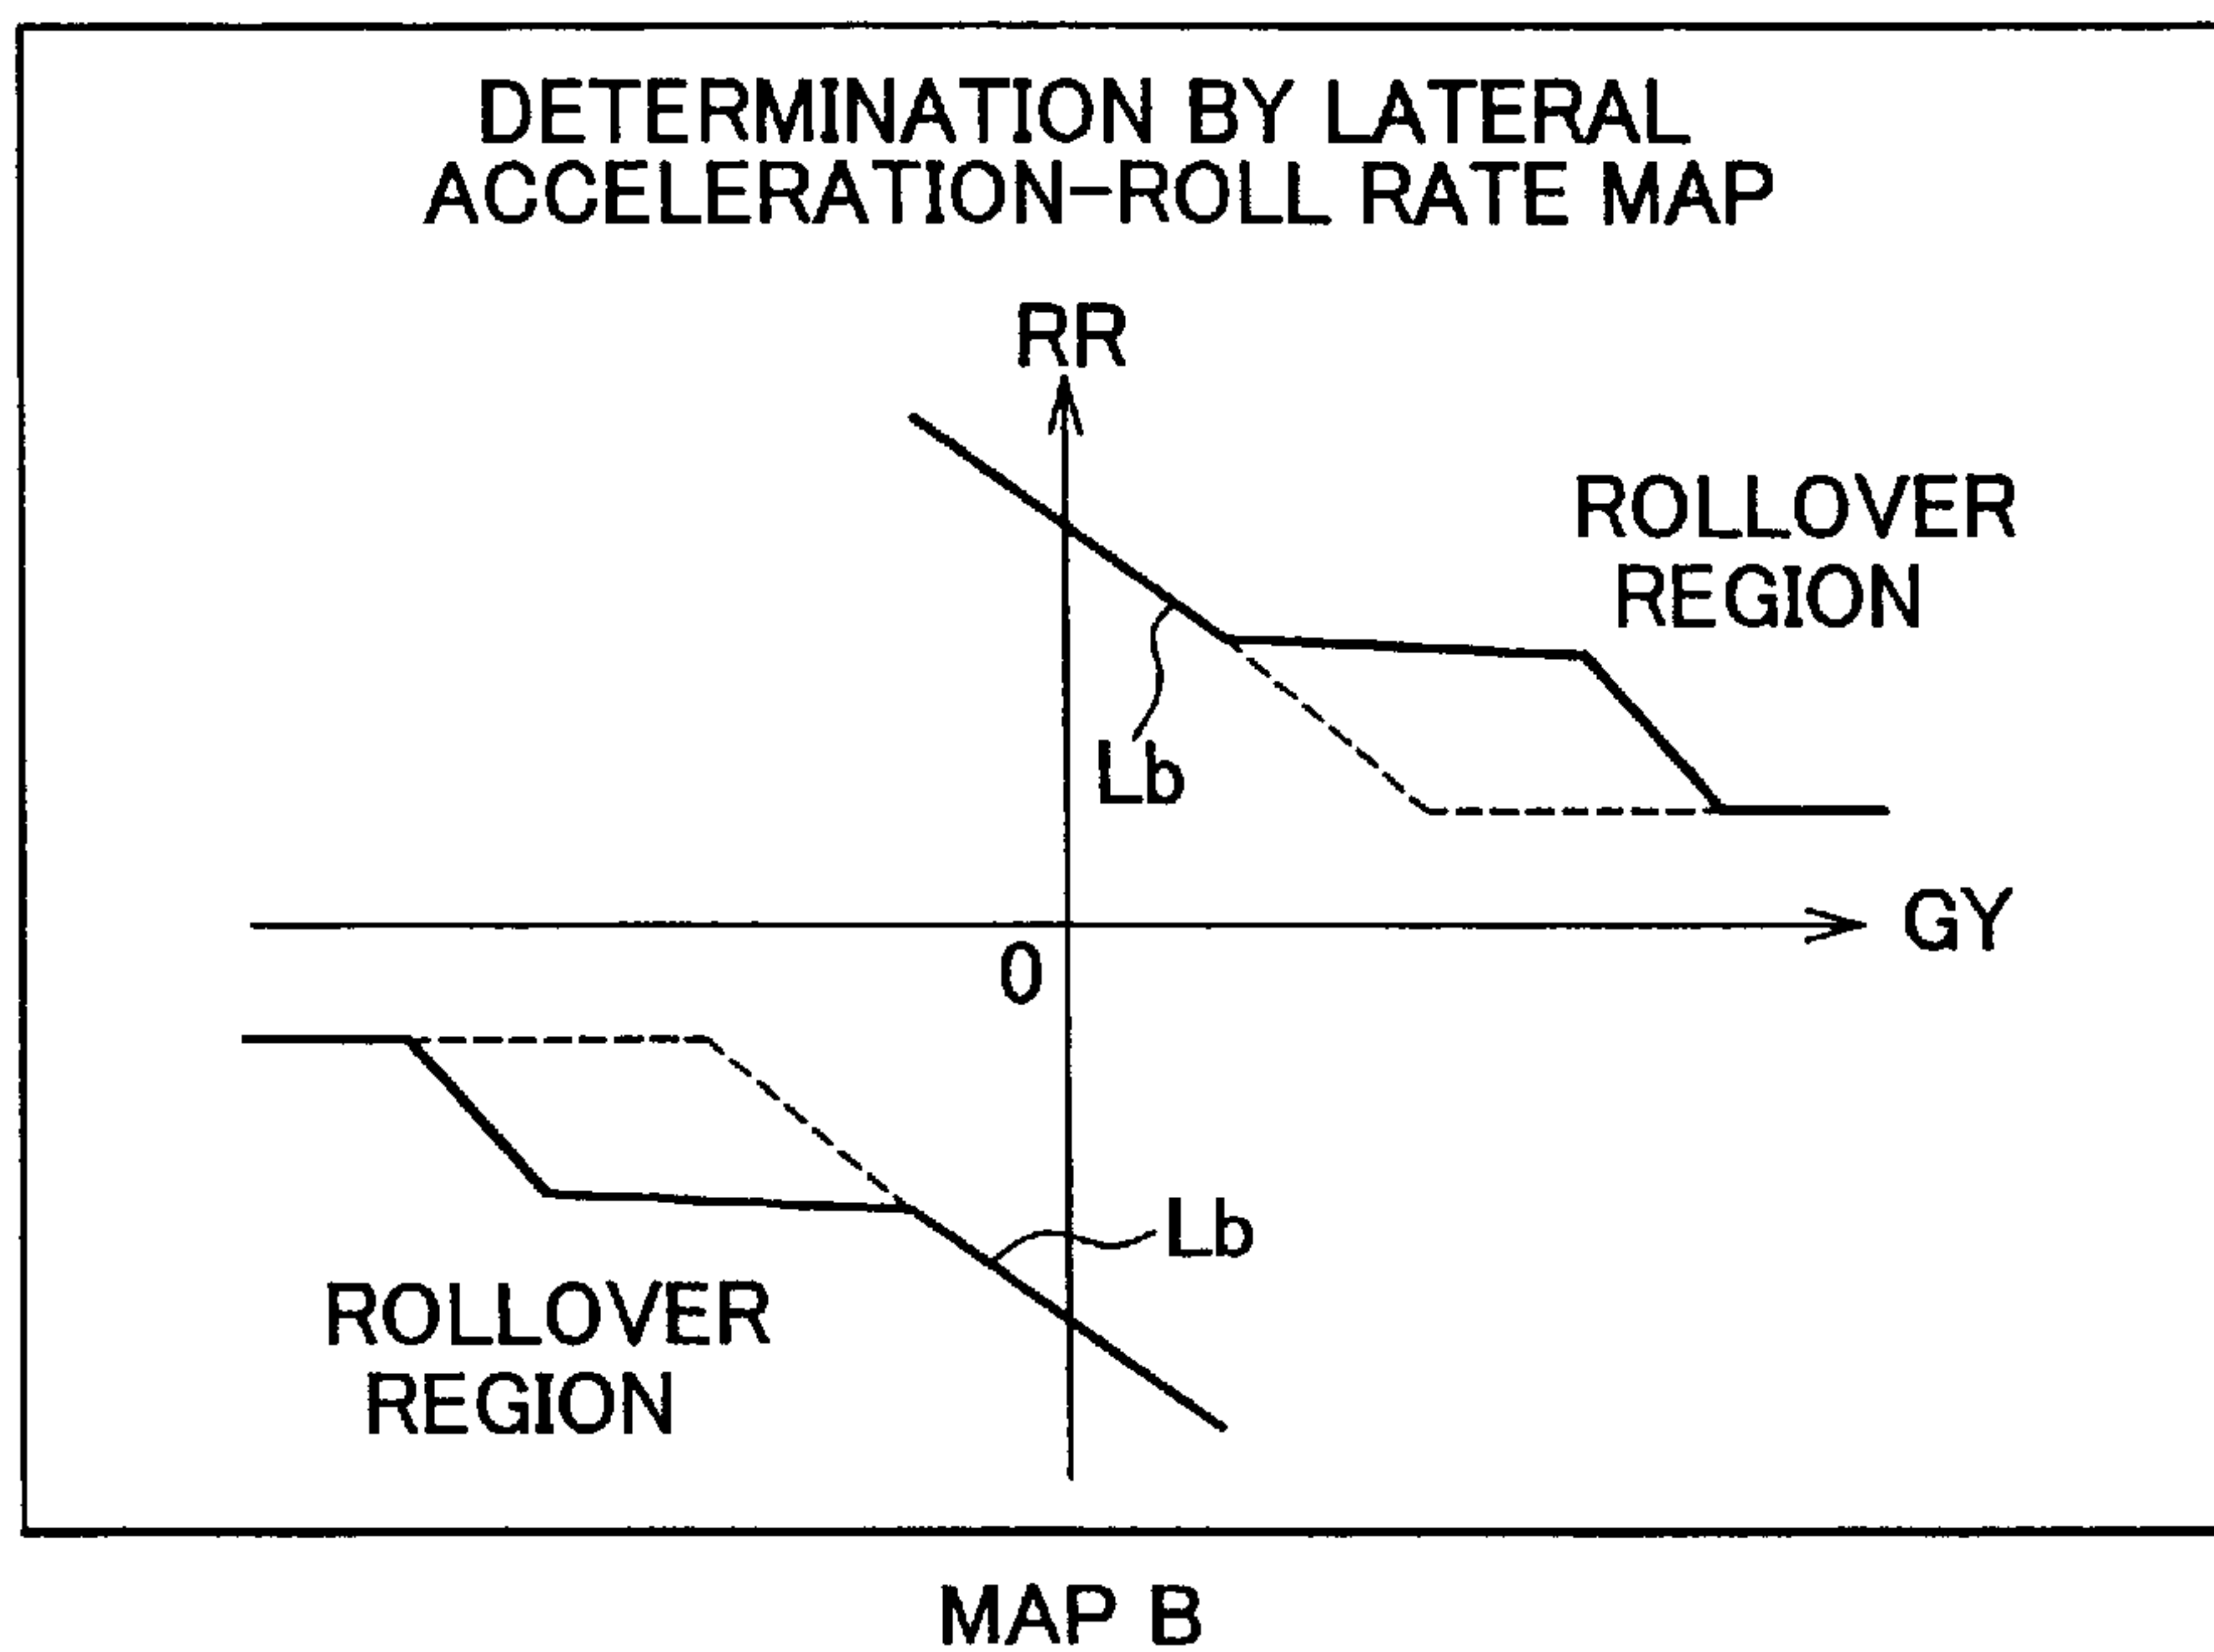 DETERMINATION BY LATERAL
ACCELERATION-ROLL RATE MAP
RR
ROLLOVER
REGION
Lb
GY
0
Lb
ROLLOVER
REGION
MAP B